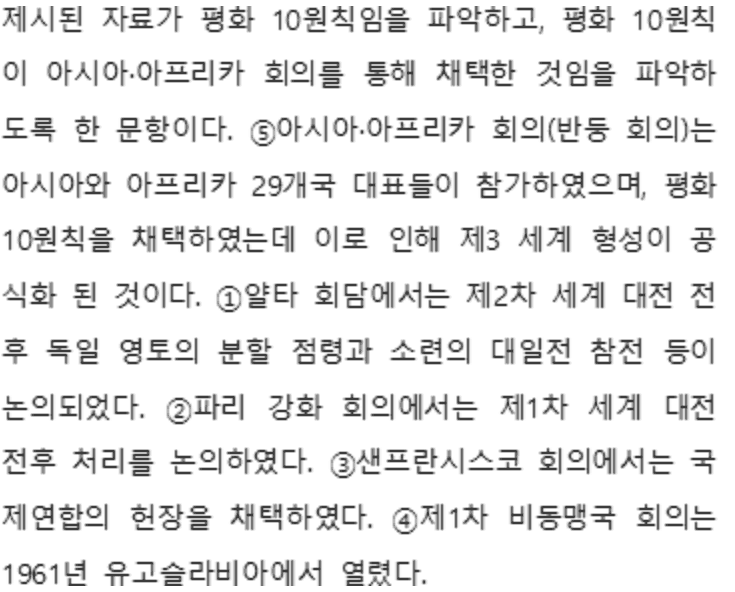 제시된 자료가 평화 10원칙임을 파악하고, 평화 10원칙
이 아시아·아프리카 회의를 통해 채택한 것임을 파악하
도록 한 문항이다. ⑤아시아·아프리카 회의(반둥 회의)는
아시아와 아프리카 29개국 대표들이 참가하였으며, 평화
10원칙을 채택하였는데 이로 인해 제3 세계 형성이 공
식화 된 것이다. ①얄타 회담에서는 제2차 세계 대전 전
후 독일 영토의 분할 점령과 소련의 대일전 참전 등이
논의되었다. ②파리 강화 회의에서는 제1차 세계 대전
전후 처리를 논의하였다. ③샌프란시스코 회의에서는 국
제연합의 헌장을 채택하였다. ④제1차 비동맹국 회의는
1961년 유고슬라비아에서 열렸다.